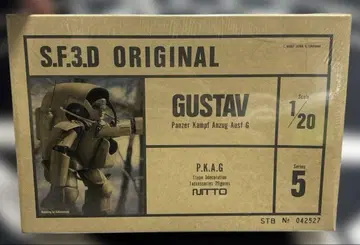 S.F.3.D ORIGINAL
GUSTAV
Panzer Kampf Anzug Ausf G
Scale
1/20
P.K.A.G
NITTO
Series
5
STB № 042527